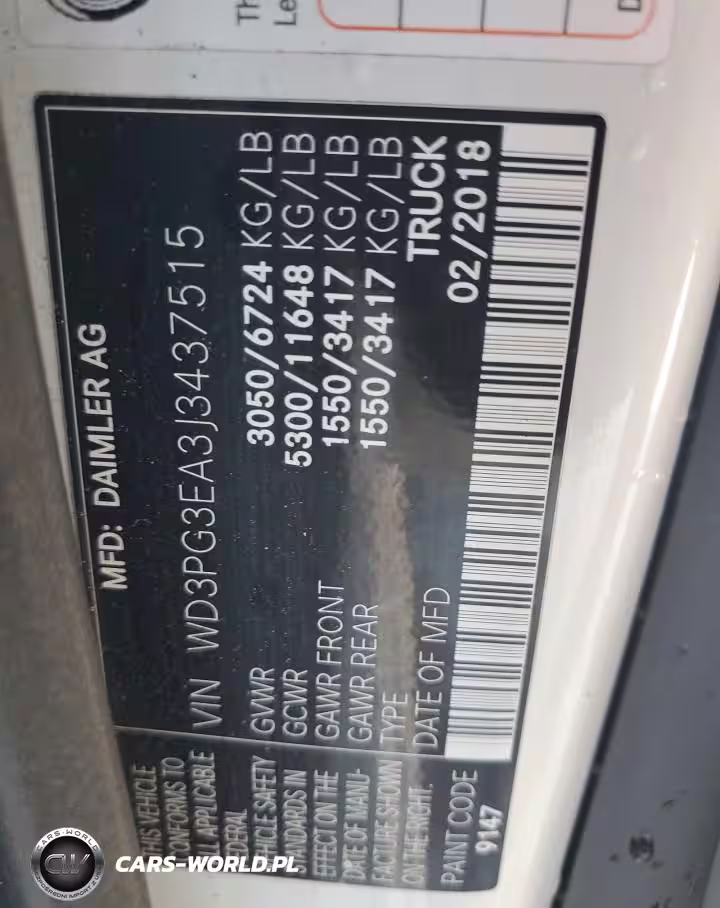 MFD: DAIMLER AG
VIN WD3PG3EA3J3437515
GVWR 3050/6724 KG/LB
GCWR 5300/11648 KG/LB
GAWR FRONT 1550/3417 KG/LB
GAWR REAR 1550/3417 KG/LB
TYPE TRUCK
DATE OF MFD 02/2018
THIS VEHICLE
CONFORMS TO
ALL APPLICABLE
FEDERAL
VEHICLE SAFETY
STANDARDS IN
EFFECT ON THE
DATE OF MANU-
FACTURE SHOWN
ON THE RIGHT.
PAINT CODE
9147
CARS-WORLD
CW
CARS-WORLD.PL